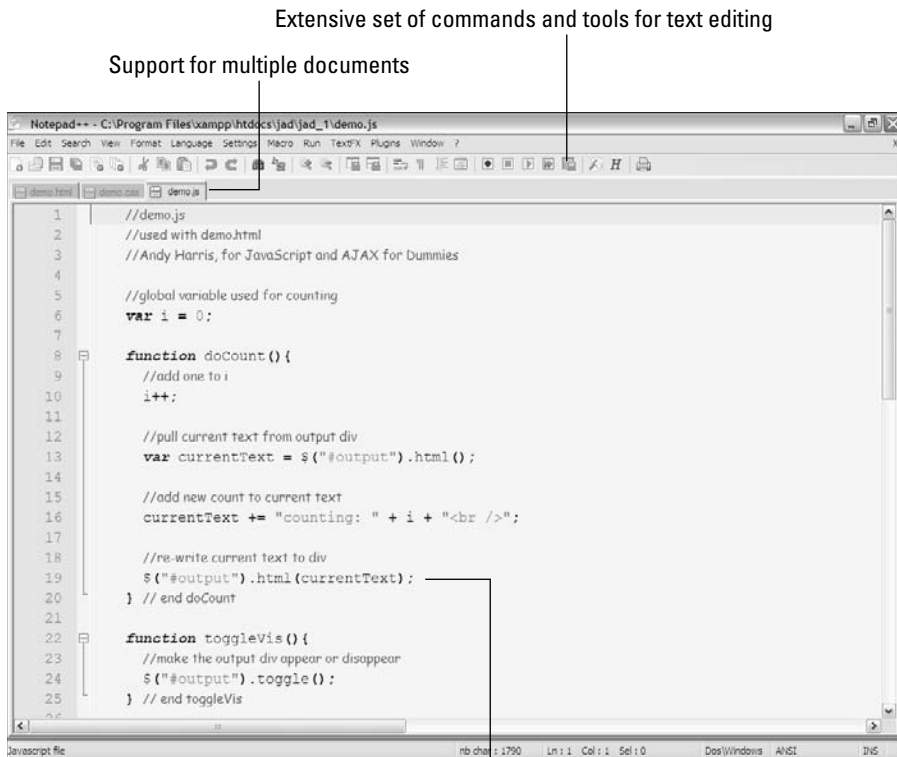 Extensive set of commands and tools for text editing
Support for multiple documents
Notepad++ - C:\Program Files\xampp\htdocs\jad\jad_1\demo.js
File Edit Search View Format Language Settings Macro Run TextFX Plugins Window ?
demo.html demo.css demo.js
1 //demo.js
2 //used with demo.html
3 //Andy Harris, for JavaScript and AJAX for Dummies
4
5 //global variable used for counting
6 var i = 0;
7
8 function doCount(){
9 //add one to i
10 i++;
11
12 //pull current text from output div
13 var currentText = $("#output").html();
14
15 //add new count to current text
16 currentText += "counting: " + i + "<br />";
17
18 //re-write current text to div
19 $("#output").html(currentText);
20 } // end doCount
21
22 function toggleVis(){
23 //make the output div appear or disappear
24 $("#output").toggle();
25 } // end toggleVis
26
Javascript file nb char : 1790 Ln : 1 Col : 1 Sel : 0 Dos\Windows ANSI INS